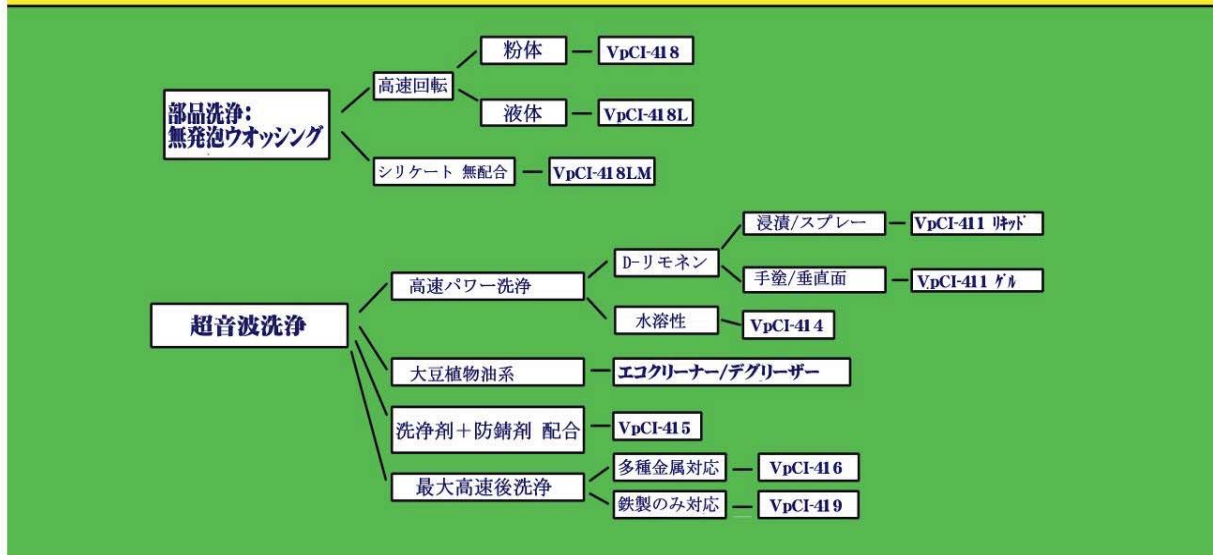 部品洗浄:
無発泡ウオッシング
高速回転
粉体
VpCI-418
液体
VpCI-418L
シリケート 無配合
VpCI-418LM
超音波洗浄
高速パワー洗浄
D-リモネン
浸漬/スプレー
VpCI-411 リキッド
手塗/垂直面
VpCI-411 ゲル
水溶性
VpCI-414
大豆植物油系
エコクリーナー/デグリーザー
洗浄剤+防錆剤 配合
VpCI-415
最大高速後洗浄
多種金属対応
VpCI-416
鉄製のみ対応
VpCI-419